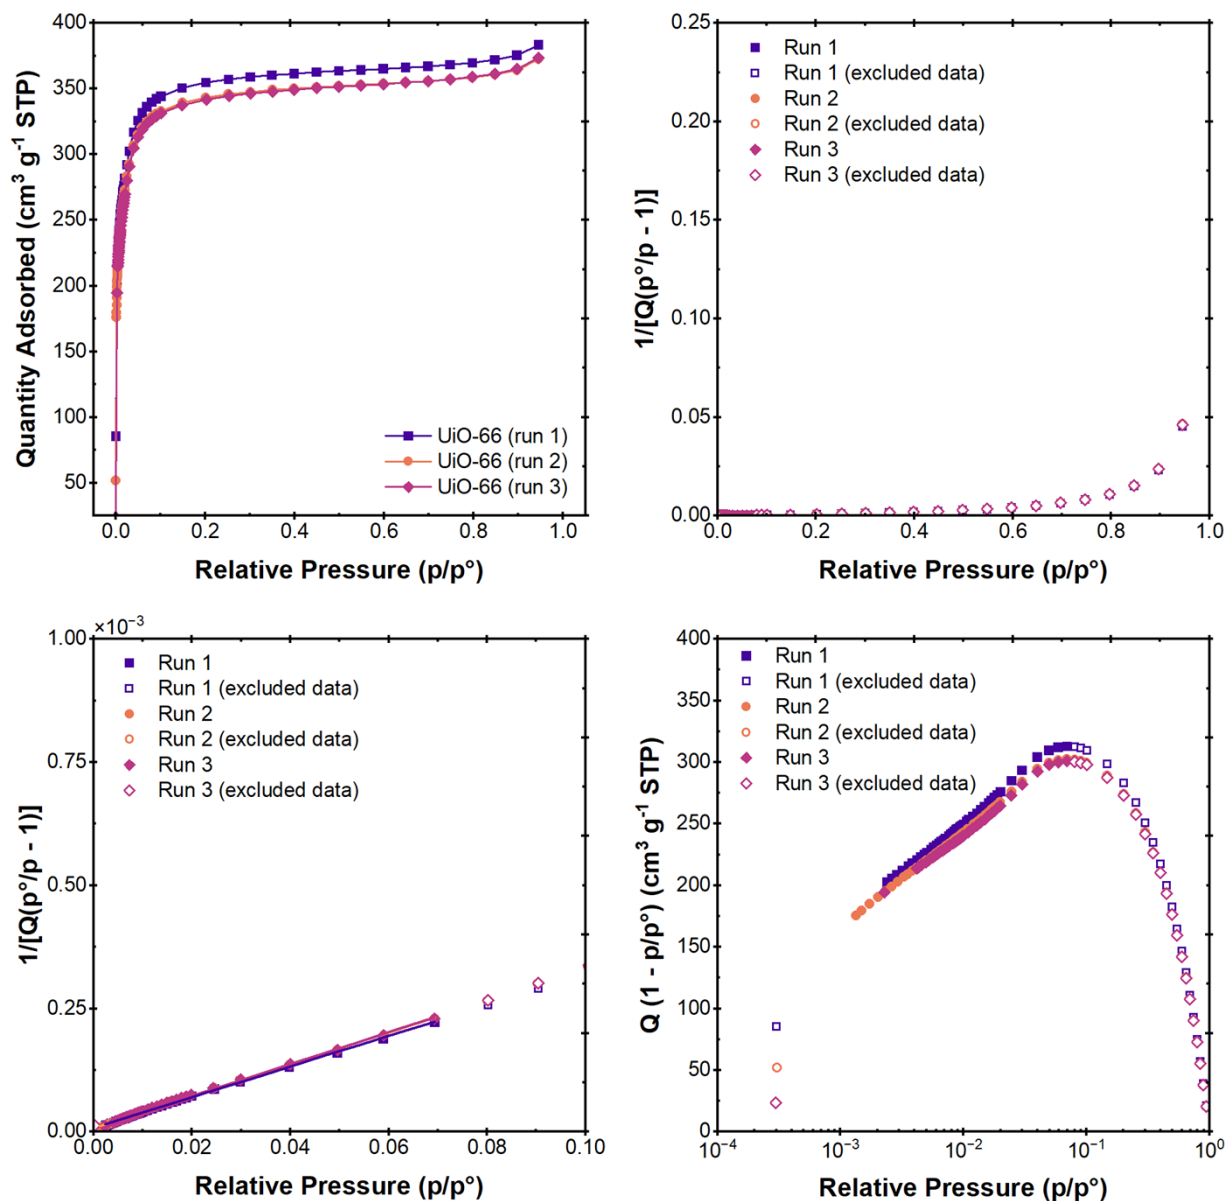 400
350
300
250
200
150
100
50
Quantity Adsorbed (cm³ g⁻¹ STP)
UiO-66 (run 1)
UiO-66 (run 2)
UiO-66 (run 3)
0.0 0.2 0.4 0.6 0.8 1.0
Relative Pressure (p/p°)
0.25
0.20
0.15
0.10
0.05
0.00
1/[Q(p°/p - 1)]
Run 1
Run 1 (excluded data)
Run 2
Run 2 (excluded data)
Run 3
Run 3 (excluded data)
0.0 0.2 0.4 0.6 0.8 1.0
Relative Pressure (p/p°)
×10⁻³
1.00
0.75
0.50
0.25
0.00
1/[Q(p°/p - 1)]
Run 1
Run 1 (excluded data)
Run 2
Run 2 (excluded data)
Run 3
Run 3 (excluded data)
0.00 0.02 0.04 0.06 0.08 0.10
Relative Pressure (p/p°)
400
350
300
250
200
150
100
50
0
Q (1 - p/p°) (cm³ g⁻¹ STP)
Run 1
Run 1 (excluded data)
Run 2
Run 2 (excluded data)
Run 3
Run 3 (excluded data)
10⁻⁴ 10⁻³ 10⁻² 10⁻¹ 10⁰
Relative Pressure (p/p°)